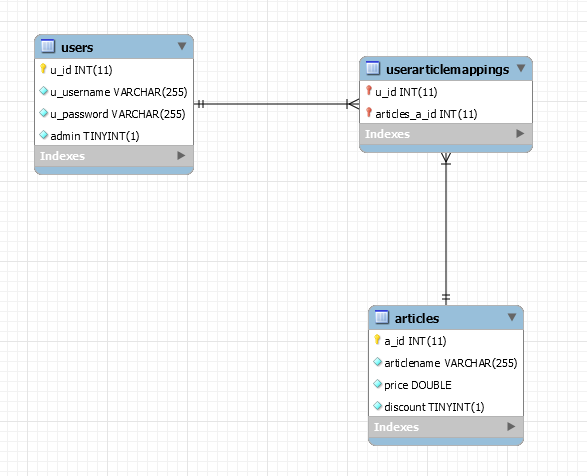 users
u_id INT(11)
u_username VARCHAR(255)
u_password VARCHAR(255)
admin TINYINT(1)
Indexes
userarticlemappings
u_id INT(11)
articles_a_id INT(11)
Indexes
articles
a_id INT(11)
articlename VARCHAR(255)
price DOUBLE
discount TINYINT(1)
Indexes